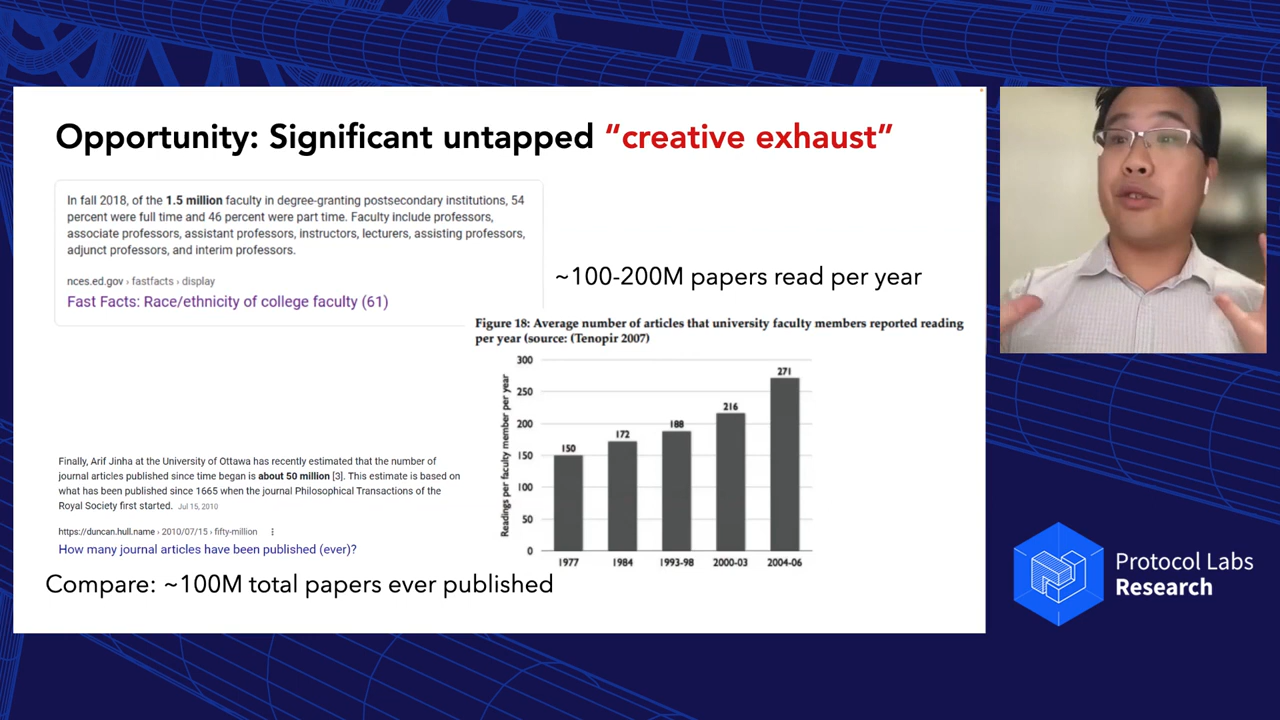 Opportunity: Significant untapped “creative exhaust”
In fall 2018, of the 1.5 million faculty in degree-granting postsecondary institutions, 54
percent were full time and 46 percent were part time. Faculty include professors,
associate professors, assistant professors, instructors, lecturers, assisting professors,
adjunct professors, and interim professors.
nces.ed.gov › fastfacts › display
Fast Facts: Race/ethnicity of college faculty (61)
~100-200M papers read per year
Figure 18: Average number of articles that university faculty members reported reading
per year (source: (Tenopir 2007)
Readings per faculty member per year
300
250
200
150
100
50
0
150
172
188
216
271
1977
1984
1993-98
2000-03
2004-06
Finally, Arif Jinha at the University of Ottawa has recently estimated that the number of
journal articles published since time began is about 50 million [3]. This estimate is based on
what has been published since 1665 when the journal Philosophical Transactions of the
Royal Society first started. Jul 15, 2010
https://duncan.hull.name › 2010/07/15 › fifty-million
How many journal articles have been published (ever)?
Compare: ~100M total papers ever published
Protocol Labs
Research